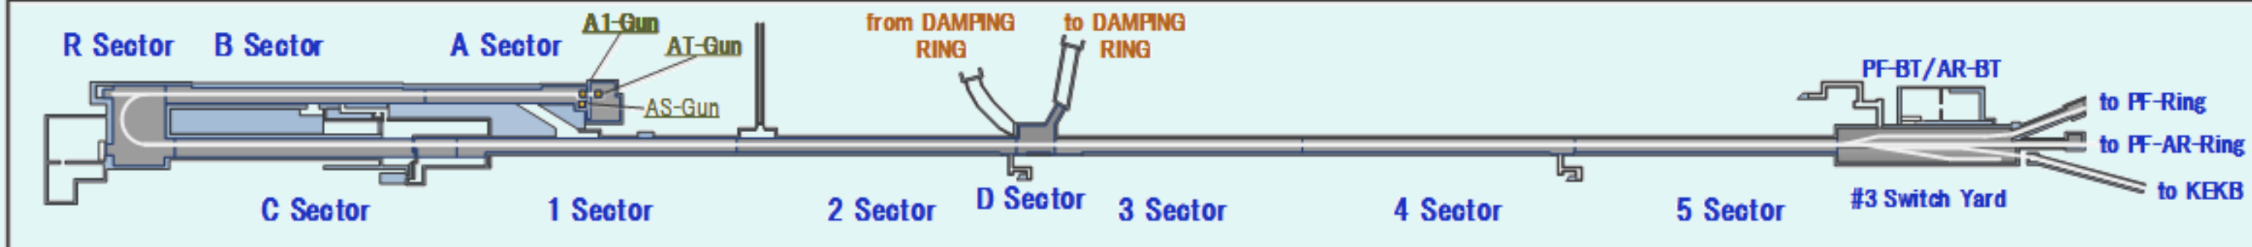 R Sector
B Sector
A Sector
A1-Gun
AT-Gun
AS-Gun
from DAMPING
RING
to DAMPING
RING
PF-BT/AR-BT
to PF-Ring
to PF-AR-Ring
to KEKB
C Sector
1 Sector
2 Sector
D Sector
3 Sector
4 Sector
5 Sector
#3 Switch Yard